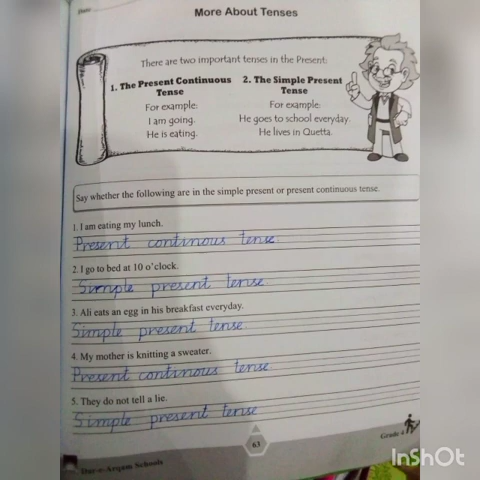 Date
More About Tenses
There are two important tenses in the Present:
1. The Present Continuous Tense
For example:
I am going.
He is eating.
2. The Simple Present Tense
For example:
He goes to school everyday.
He lives in Quetta.
Say whether the following are in the simple present or present continuous tense.
1. I am eating my lunch.
Present continous tense
2. I go to bed at 10 o'clock.
Simple present tense
3. Ali eats an egg in his breakfast everyday.
Simple present tense
4. My mother is knitting a sweater.
Present continous tense
5. They do not tell a lie.
Simple present tense
63
Grade 4
Dar-e-Arqam Schools
InShOt